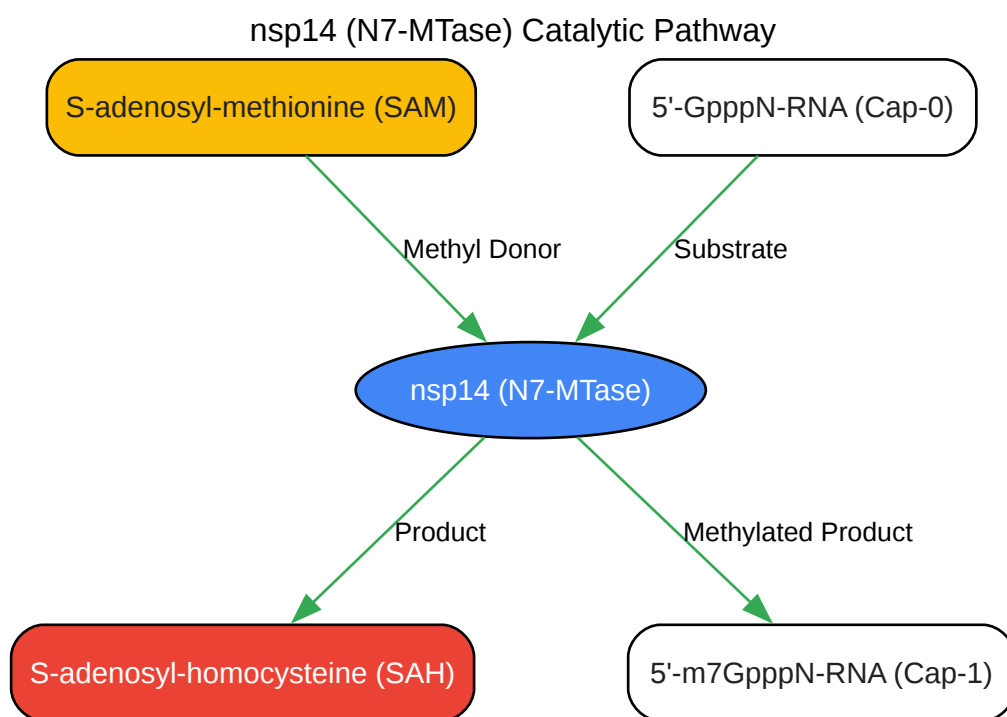 nsp14 (N7-MTase) Catalytic Pathway
S-adenosyl-methionine (SAM)
5'-GpppN-RNA (Cap-0)
Methyl Donor
Substrate
nsp14 (N7-MTase)
Product
Methylated Product
S-adenosyl-homocysteine (SAH)
5'-m7GpppN-RNA (Cap-1)